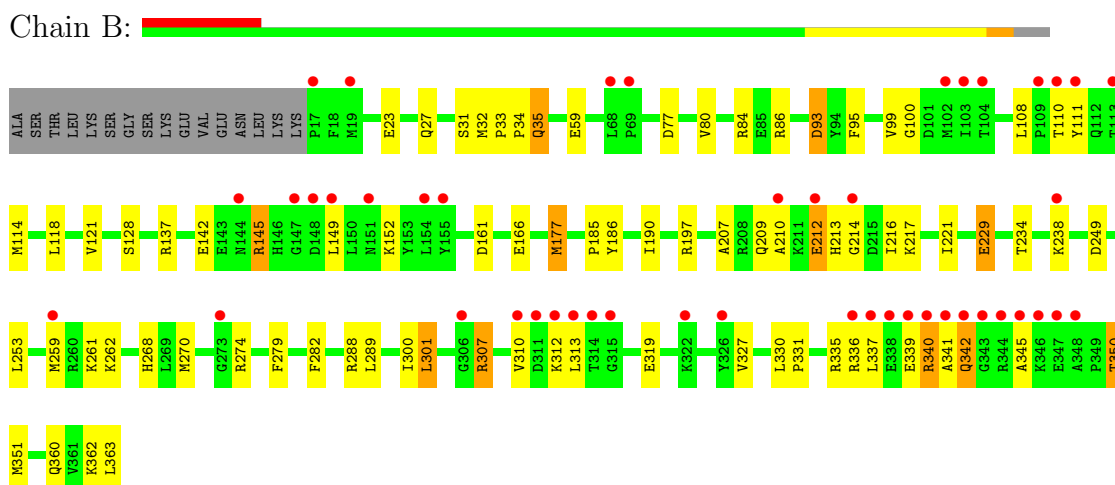 Chain B:
ALA SER THR LEU LYS SER GLY SER LYS GLU VAL GLU ASN LEU LYS LYS P17 F18 M19 E23 Q27 S31 M32 P33 P34 Q35 E59 L68 P69 D77 V80 R84 E85 R86 D93 Y94 F95 V99 G100 D101 M102 I103 T104 L108 P109 T110 Y111 Q112 T113
M114 L118 V121 S128 R137 E142 E143 N144 R145 H146 G147 D148 L149 L150 N151 K152 Y153 L154 Y155 D161 E166 M177 P185 Y186 I190 R197 A207 R208 Q209 A210 K211 E212 H213 G214 D215 I216 K217 I221 E229 T234 K238 D249
L253 M259 R260 K261 K262 H268 L269 M270 G273 R274 F279 F282 R288 L289 I300 L301 G306 R307 V310 D311 K312 L313 T314 G315 E319 K322 Y326 V327 L330 P331 R335 R336 L337 E338 E339 R340 A341 Q342 G343 R344 A345 K346 E347 A348 P349 T350
M351 Q360 V361 K362 L363